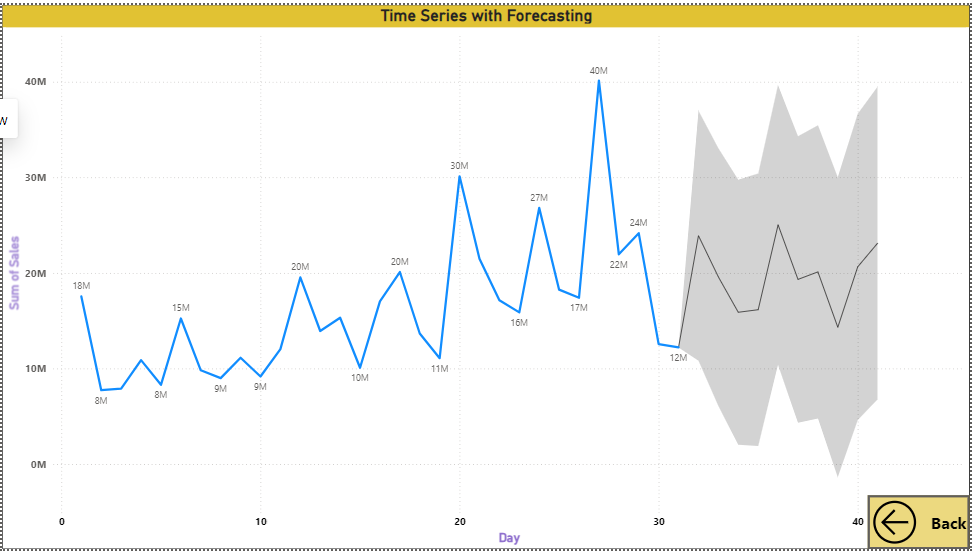 Time Series with Forecasting
40M
30M
20M
10M
0M
w
Sum of Sales
18M
8M
8M
15M
9M
9M
20M
10M
20M
11M
30M
16M
27M
17M
40M
22M
24M
12M
0
10
20
30
40
Day
Back